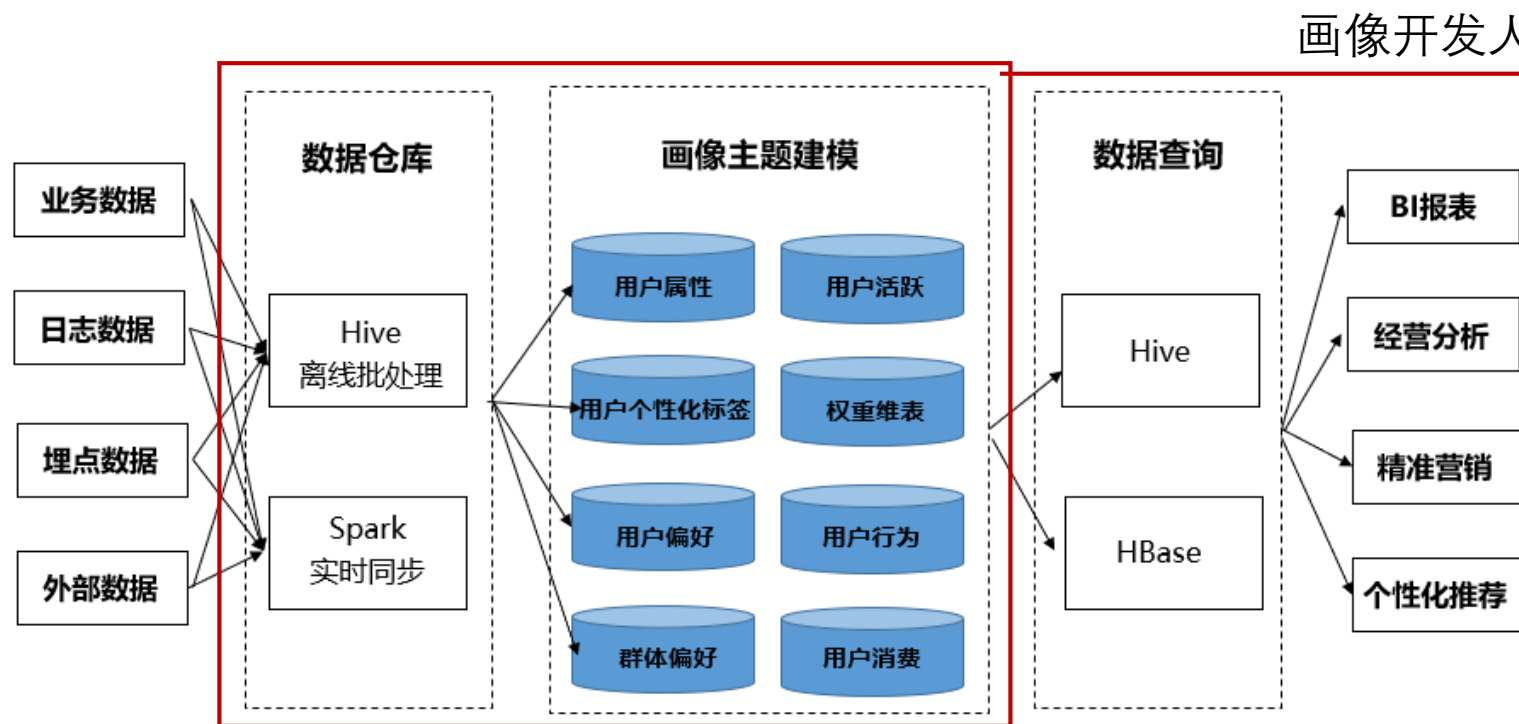 画像开发人
数据仓库
画像主题建模
数据查询
业务数据
日志数据
埋点数据
外部数据
Hive
离线批处理
Spark
实时同步
用户属性
用户活跃
用户个性化标签
权重维表
用户偏好
用户行为
群体偏好
用户消费
Hive
HBase
BI报表
经营分析
精准营销
个性化推荐